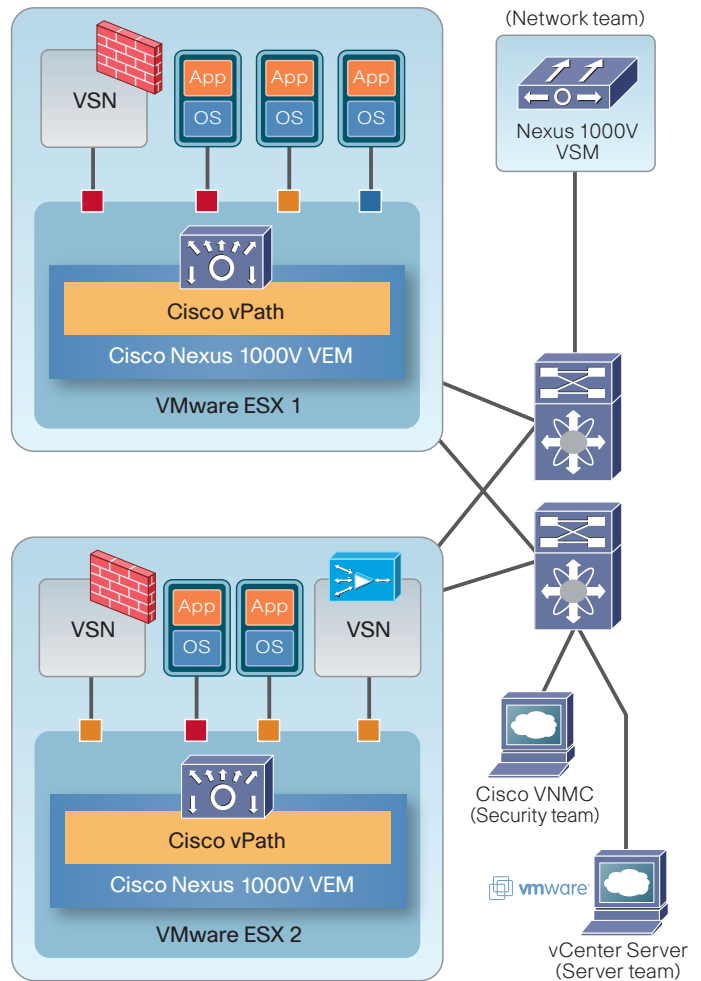 (Network team)
Nexus 1000V
VSM
VSN
App
OS
App
OS
App
OS
Cisco vPath
Cisco Nexus 1000V VEM
VMware ESX 1
VSN
App
OS
App
OS
VSN
Cisco vPath
Cisco Nexus 1000V VEM
VMware ESX 2
Cisco VNMC
(Security team)
vmware
vCenter Server
(Server team)